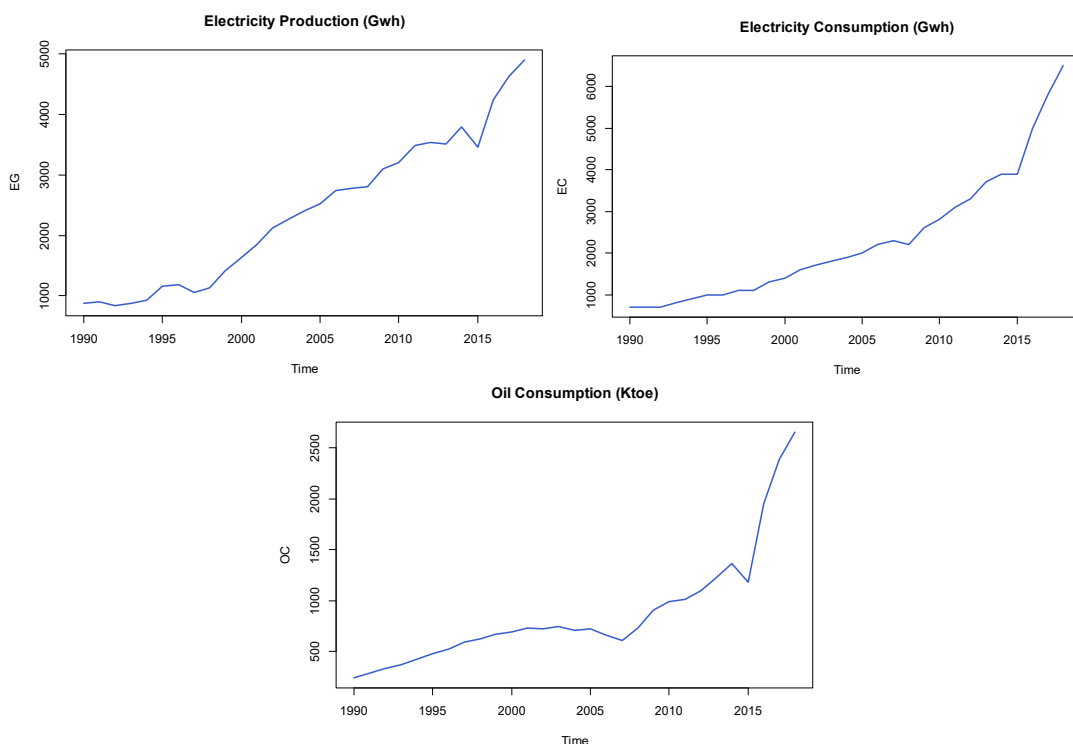 Electricity Production (Gwh)
5000
4000
3000
2000
1000
EG
1990 1995 2000 2005 2010 2015
Time
Electricity Consumption (Gwh)
6000
5000
4000
3000
2000
1000
EC
1990 1995 2000 2005 2010 2015
Time
Oil Consumption (Ktoe)
2500
2000
1500
1000
500
OC
1990 1995 2000 2005 2010 2015
Time